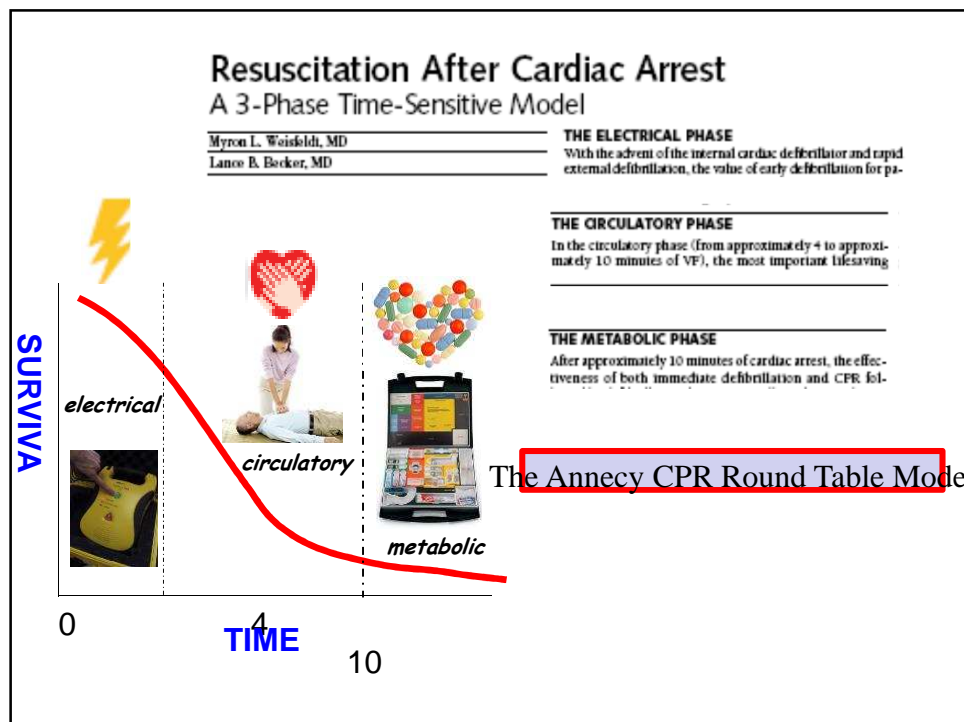 Resuscitation After Cardiac Arrest
A 3-Phase Time-Sensitive Model
Myron L. Weisfeldt, MD
Lance B. Becker, MD
THE ELECTRICAL PHASE
With the advent of the internal cardiac defibrillator and rapid
external defibrillation, the value of early defibrillation for pa-
THE CIRCULATORY PHASE
In the circulatory phase (from approximately 4 to approxi-
mately 10 minutes of VF), the most important lifesaving
THE METABOLIC PHASE
After approximately 10 minutes of cardiac arrest, the effec-
tiveness of both immediate defibrillation and CPR fol-
SURVIVA
electrical
circulatory
metabolic
The Annecy CPR Round Table Mode
0
4
TIME
10